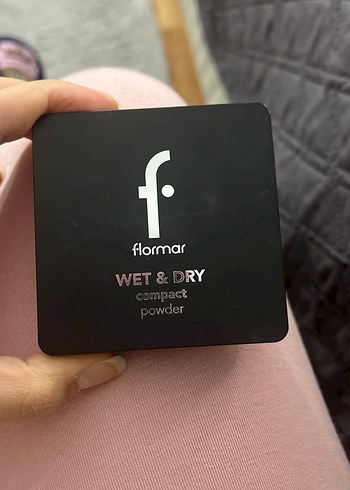 f
flormar
WET & DRY
compact
powder